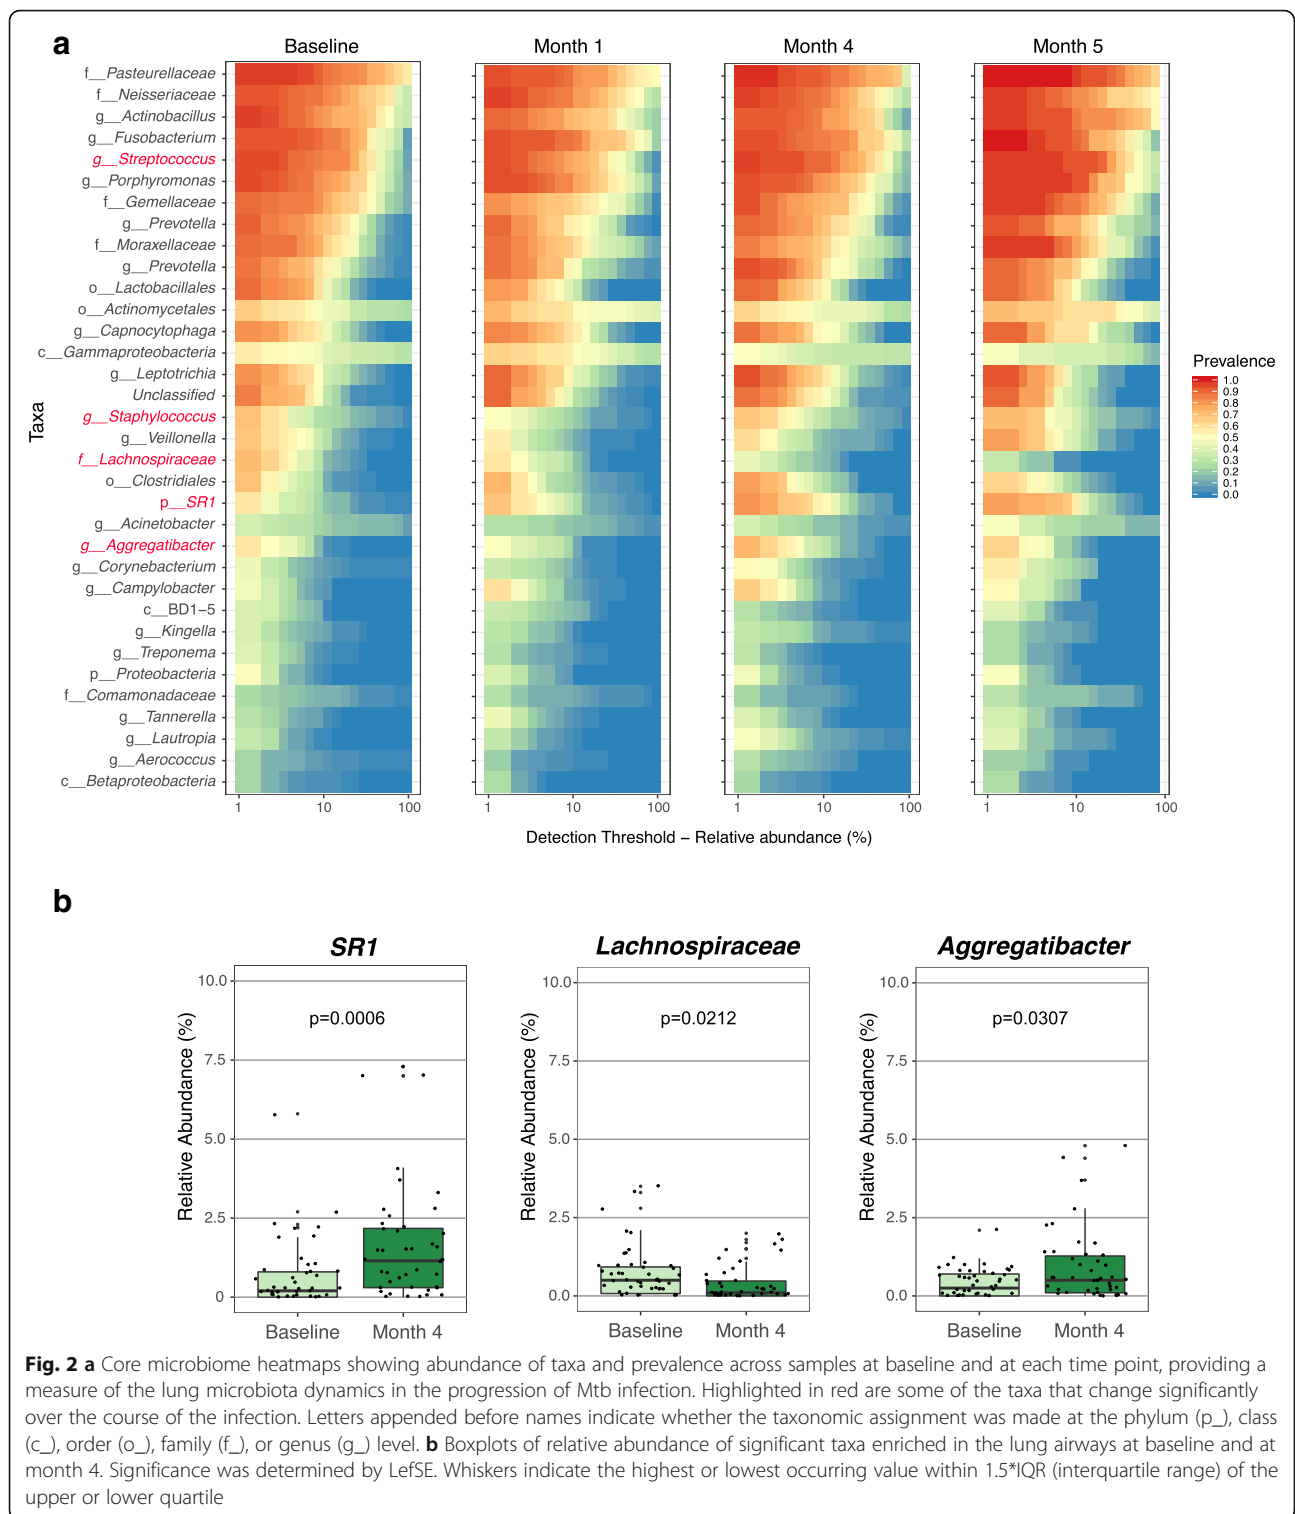 a
Baseline
Month 1
Month 4
Month 5
Taxa
f__Pasteurellaceae
f__Neisseriaceae
g__Actinobacillus
g__Fusobacterium
g__Streptococcus
g__Porphyromonas
f__Gemellaceae
g__Prevotella
f__Moraxellaceae
g__Prevotella
o__Lactobacillales
o__Actinomycetales
g__Capnocytophaga
c__Gammaproteobacteria
g__Leptotrichia
Unclassified
g__Staphylococcus
g__Veillonella
f__Lachnospiraceae
o__Clostridiales
p__SR1
g__Acinetobacter
g__Aggregatibacter
g__Corynebacterium
g__Campylobacter
c__BD1–5
g__Kingella
g__Treponema
p__Proteobacteria
f__Comamonadaceae
g__Tannerella
g__Lautropia
g__Aerococcus
c__Betaproteobacteria
Prevalence
1.0
0.9
0.8
0.7
0.6
0.5
0.4
0.3
0.2
0.1
0.0
1 10 100
1 10 100
1 10 100
1 10 100
Detection Threshold – Relative abundance (%)
b
SR1
Relative Abundance (%)
10.0
7.5
5.0
2.5
0
p=0.0006
Baseline Month 4
Lachnospiraceae
Relative Abundance (%)
10.0
7.5
5.0
2.5
0.0
p=0.0212
Baseline Month 4
Aggregatibacter
Relative Abundance (%)
10.0
7.5
5.0
2.5
0.0
p=0.0307
Baseline Month 4
Fig. 2 a Core microbiome heatmaps showing abundance of taxa and prevalence across samples at baseline and at each time point, providing a
measure of the lung microbiota dynamics in the progression of Mtb infection. Highlighted in red are some of the taxa that change significantly
over the course of the infection. Letters appended before names indicate whether the taxonomic assignment was made at the phylum (p_), class
(c_), order (o_), family (f_), or genus (g_) level. b Boxplots of relative abundance of significant taxa enriched in the lung airways at baseline and at
month 4. Significance was determined by LefSE. Whiskers indicate the highest or lowest occurring value within 1.5*IQR (interquartile range) of the
upper or lower quartile